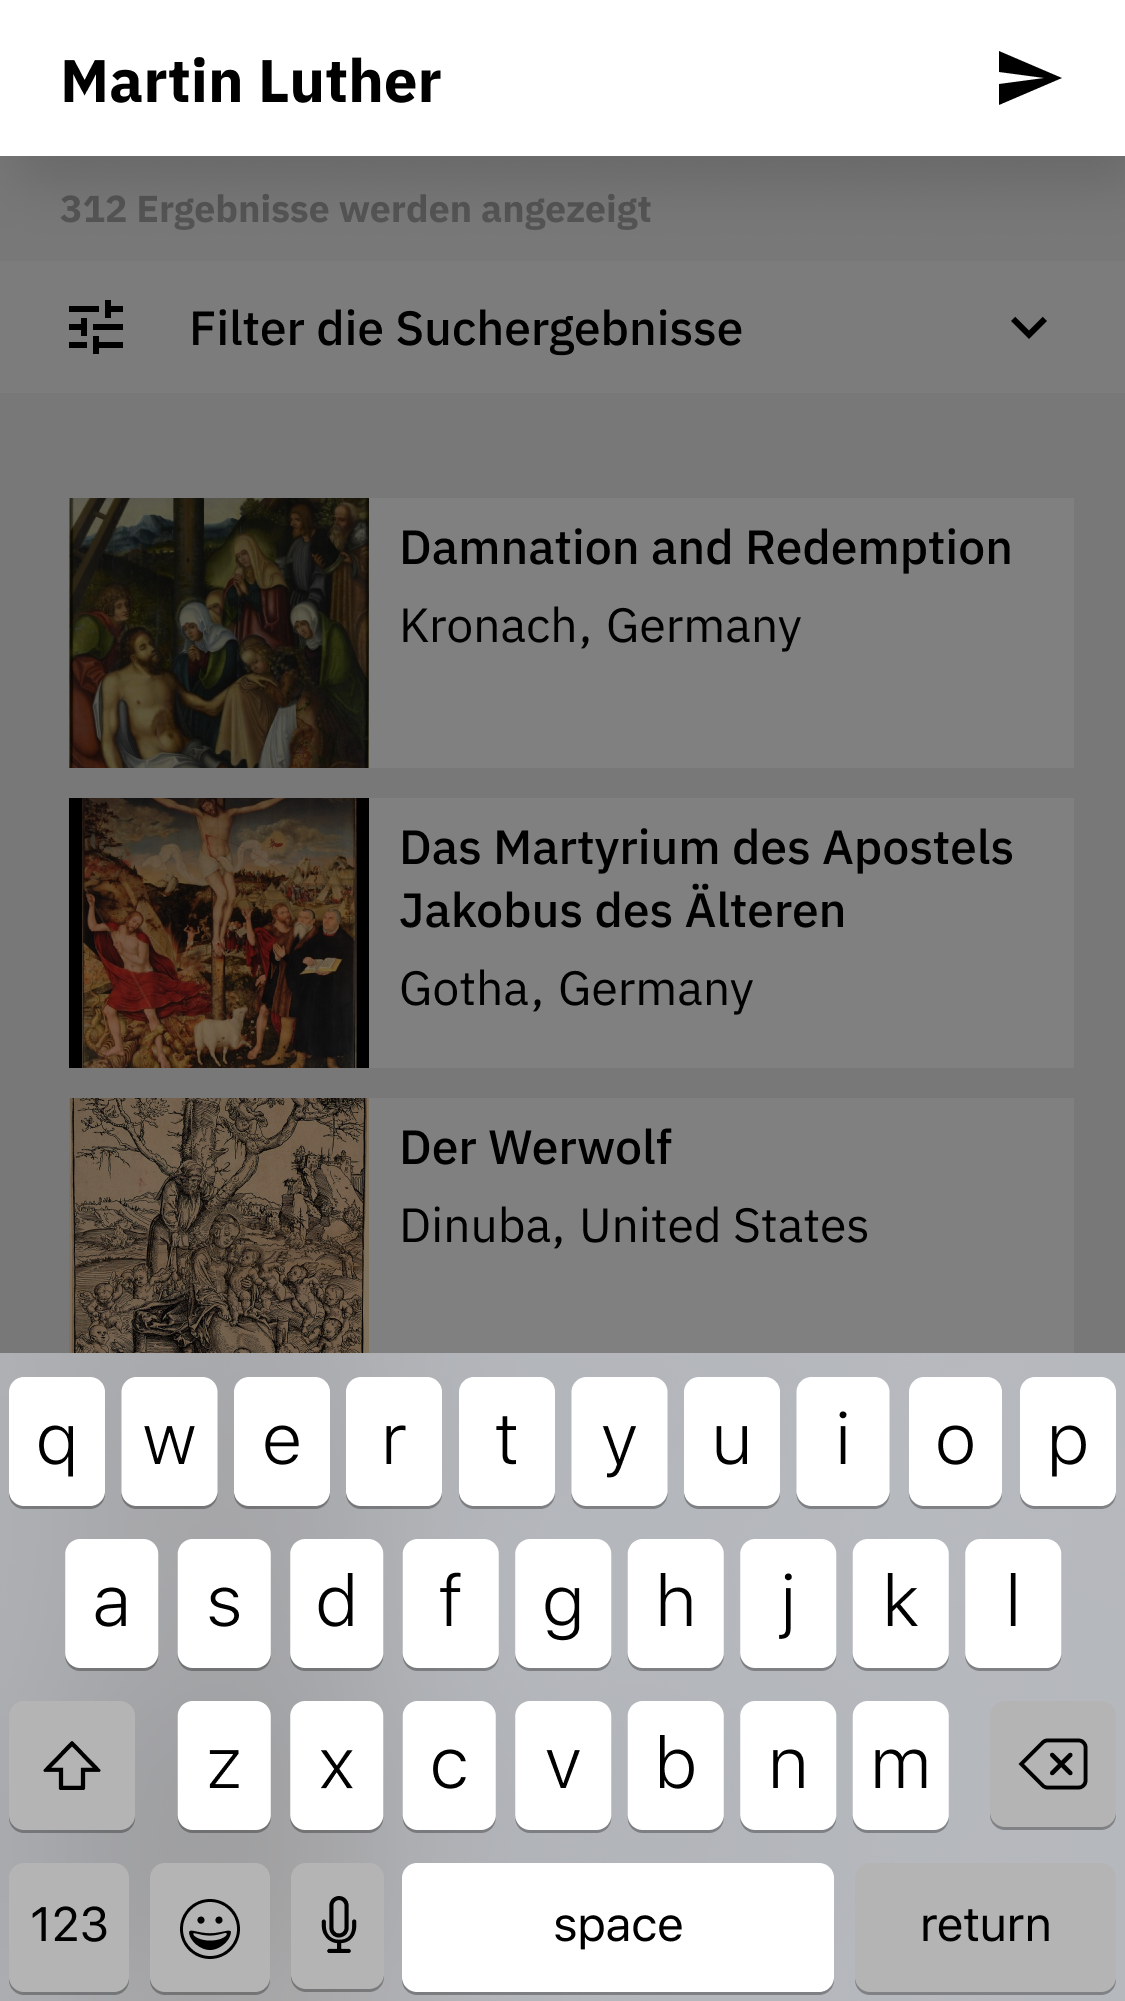 Martin Luther
312 Ergebnisse werden angezeigt
Filter die Suchergebnisse
Damnation and Redemption
Kronach, Germany
Das Martyrium des Apostels
Jakobus des Älteren
Gotha, Germany
Der Werwolf
Dinuba, United States
q w e r t y u i o p
a s d f g h j k l
z x c v b n m
123 space return